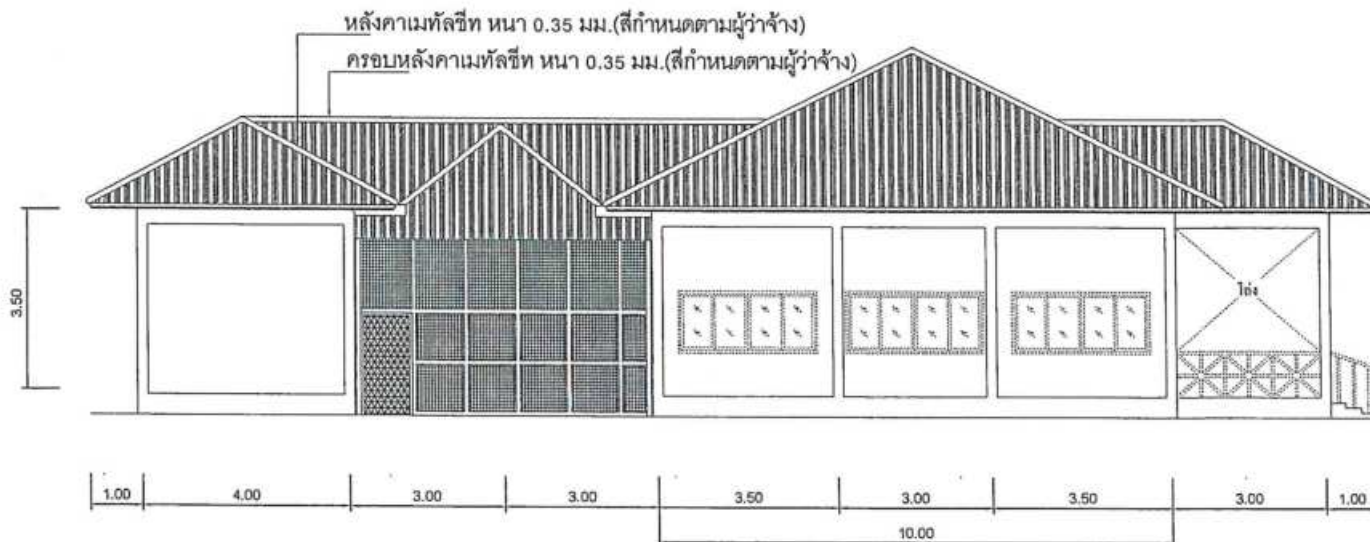 หลังคาเมทัลชีท หนา 0.35 มม.(สีกำหนดตามผู้ว่าจ้าง)
ครอบหลังคาเมทัลชีท หนา 0.35 มม.(สีกำหนดตามผู้ว่าจ้าง)
3.50
โถ่ง
1.00 4.00 3.00 3.00 3.50 3.00 3.50 3.00 1.00
10.00